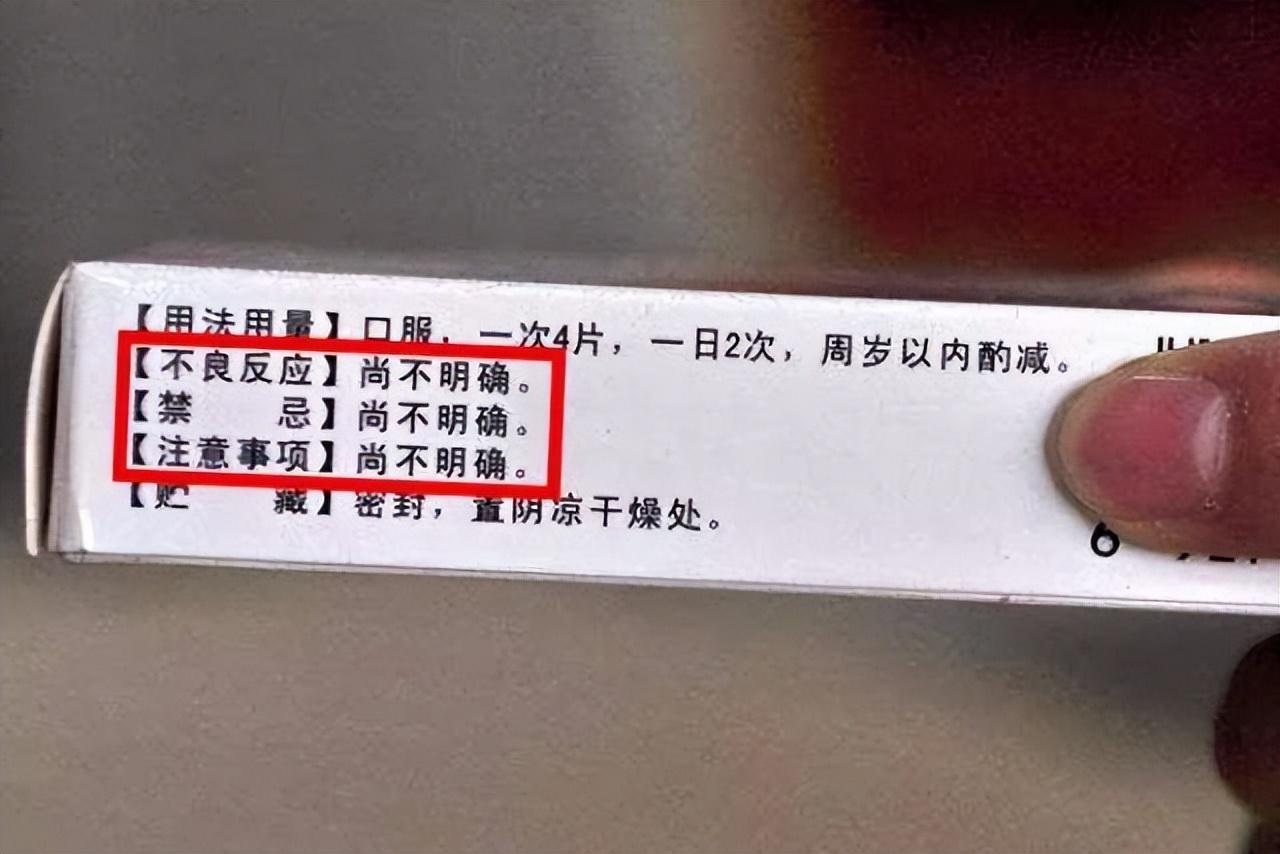 【用法用量】口服,一次4片,一日2次,周岁以内酌减。
【不良反应】尚不明确。
【禁 忌】尚不明确。
【注意事项】尚不明确。
【贮 藏】密封,置阴凉干燥处。
6